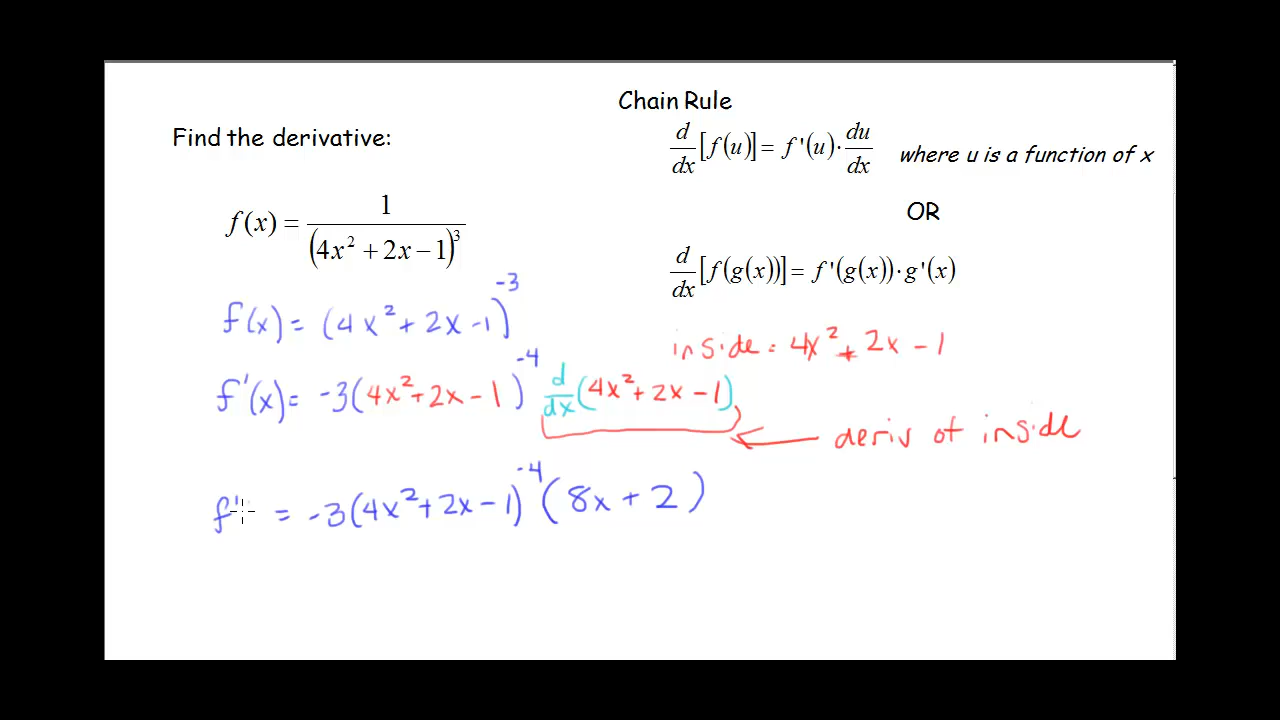 Chain Rule
Find the derivative:
d/dx [f(u)] = f'(u) · du/dx where u is a function of x
OR
f(x) = 1/(4x² + 2x − 1)³
d/dx [f(g(x))] = f'(g(x)) · g'(x)
f(x) = (4x² + 2x -1)⁻³
inside = 4x² + 2x - 1
f'(x) = -3(4x² + 2x - 1)⁻⁴ d/dx (4x² + 2x - 1)
← deriv of inside
f' = -3(4x² + 2x - 1)⁻⁴ (8x + 2)